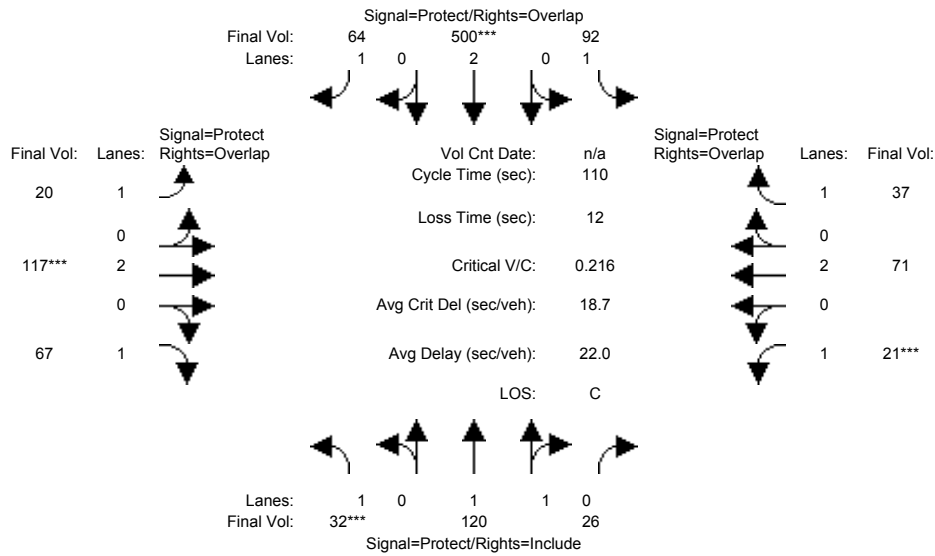 Signal=Protect/Rights=Overlap
Final Vol: 64 500*** 92
Lanes: 1 0 2 0 1
Signal=Protect
Final Vol: Lanes: Rights=Overlap
Vol Cnt Date: n/a
Signal=Protect
Rights=Overlap Lanes: Final Vol:
Cycle Time (sec): 110
20 1
1 37
Loss Time (sec): 12
0
0
117*** 2
Critical V/C: 0.216
2 71
0
Avg Crit Del (sec/veh): 18.7
0
67 1
Avg Delay (sec/veh): 22.0
1 21***
LOS: C
Lanes: 1 0 1 1 0
Final Vol: 32*** 120 26
Signal=Protect/Rights=Include